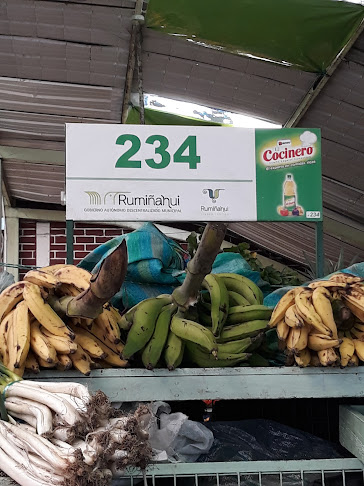 234
Rumiñahui
GOBIERNO AUTÓNOMO DESCENTRALIZADO MUNICIPAL
Rumiñahui
Cocinero
-234